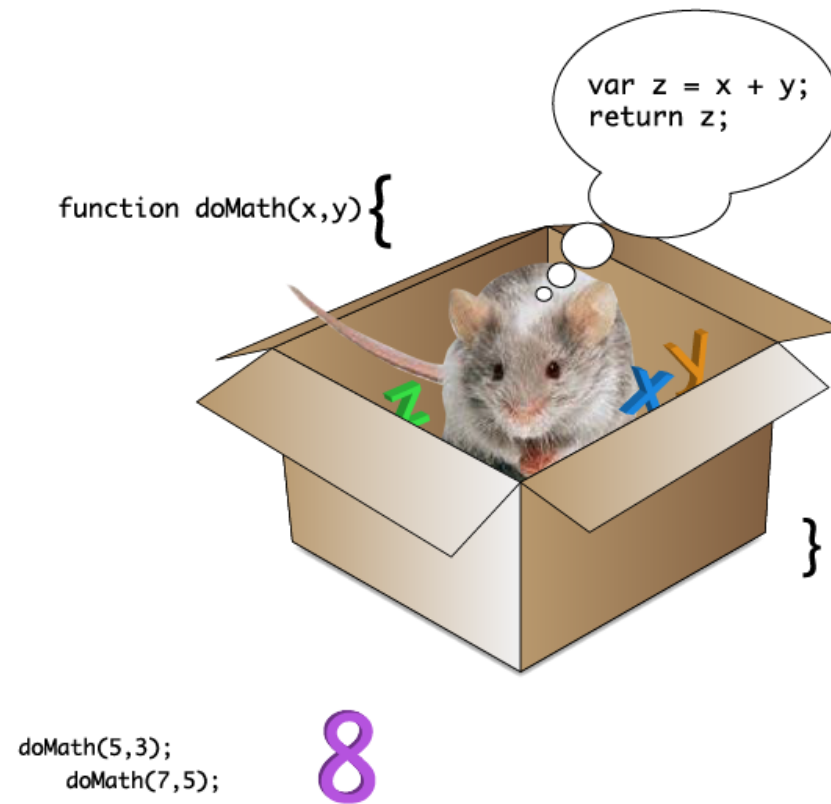 var z = x + y;
return z;
function doMath(x,y){
z
x
y
}
doMath(5,3);
doMath(7,5);
8